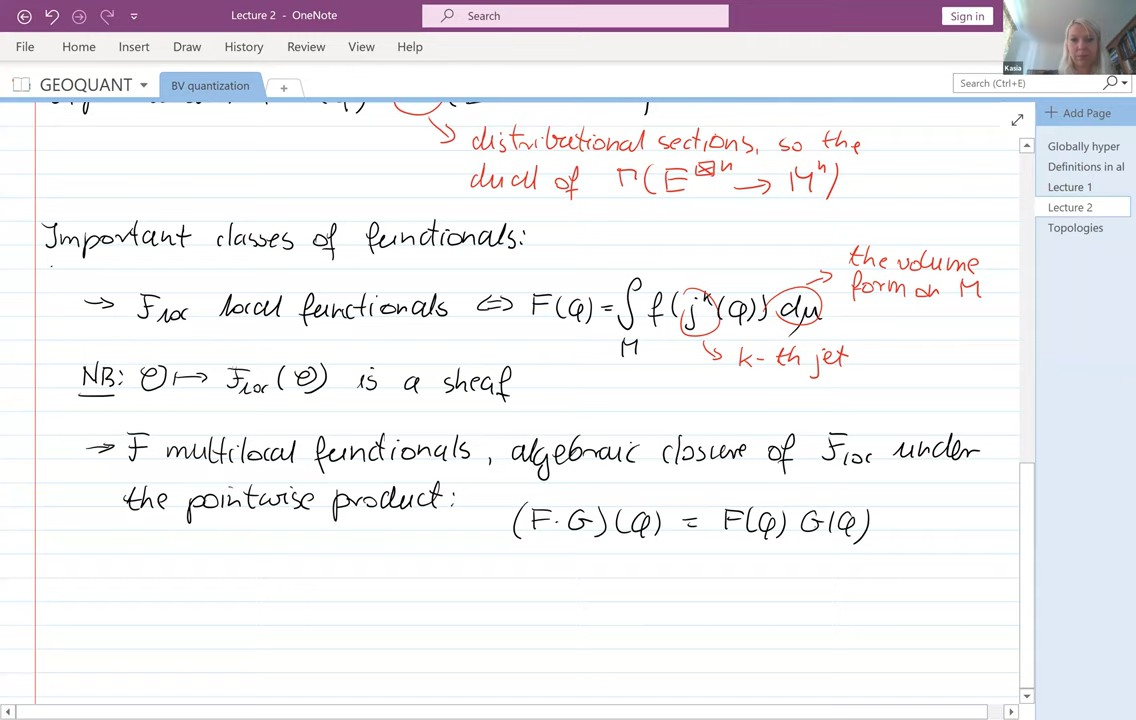 Lecture 2 - OneNote
Search
Sign in
File Home Insert Draw History Review View Help
Kasia
GEOQUANT
BV quantization
Search (Ctrl+E)
Add Page
Globally hyper
Definitions in al
Lecture 1
Lecture 2
Topologies
distributional sections, so the
dual of Γ(E^⊠n → M^n)
Important classes of functionals:
→ F_loc local functionals ⇔ F(φ) = ∫_M f(j^k(φ)) dμ
the volume
form on M
k-th jet
NB: O ↦ F_loc(O) is a sheaf
→ F multilocal functionals, algebraic closure of F_loc under
the pointwise product:
(F·G)(φ) = F(φ) G(φ)